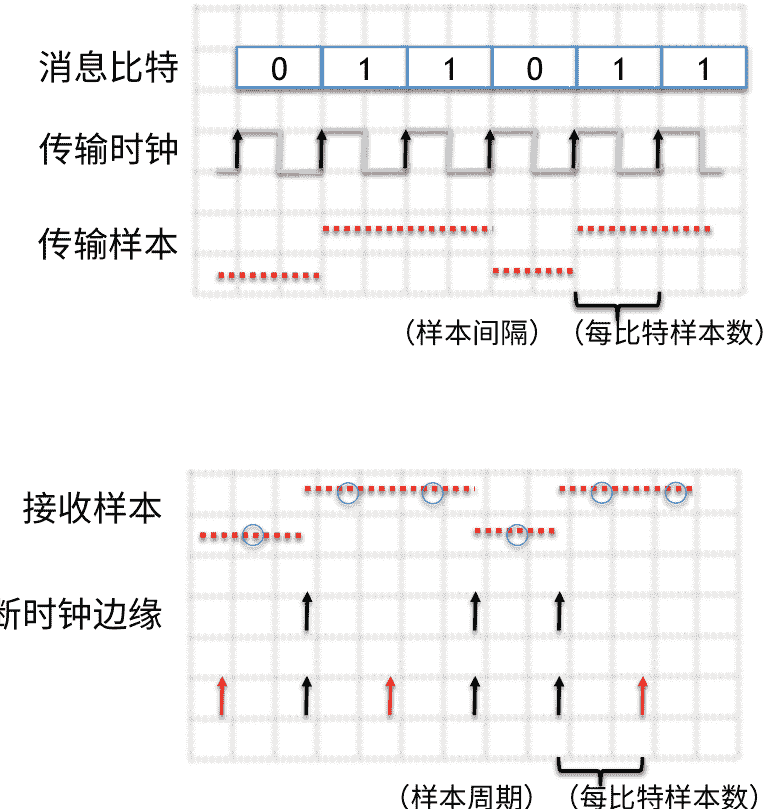 消息比特 0 1 1 0 1 1
传输时钟
传输样本
（样本间隔） （每比特样本数）
接收样本
断时钟边缘
（样本周期） （每比特样本数）